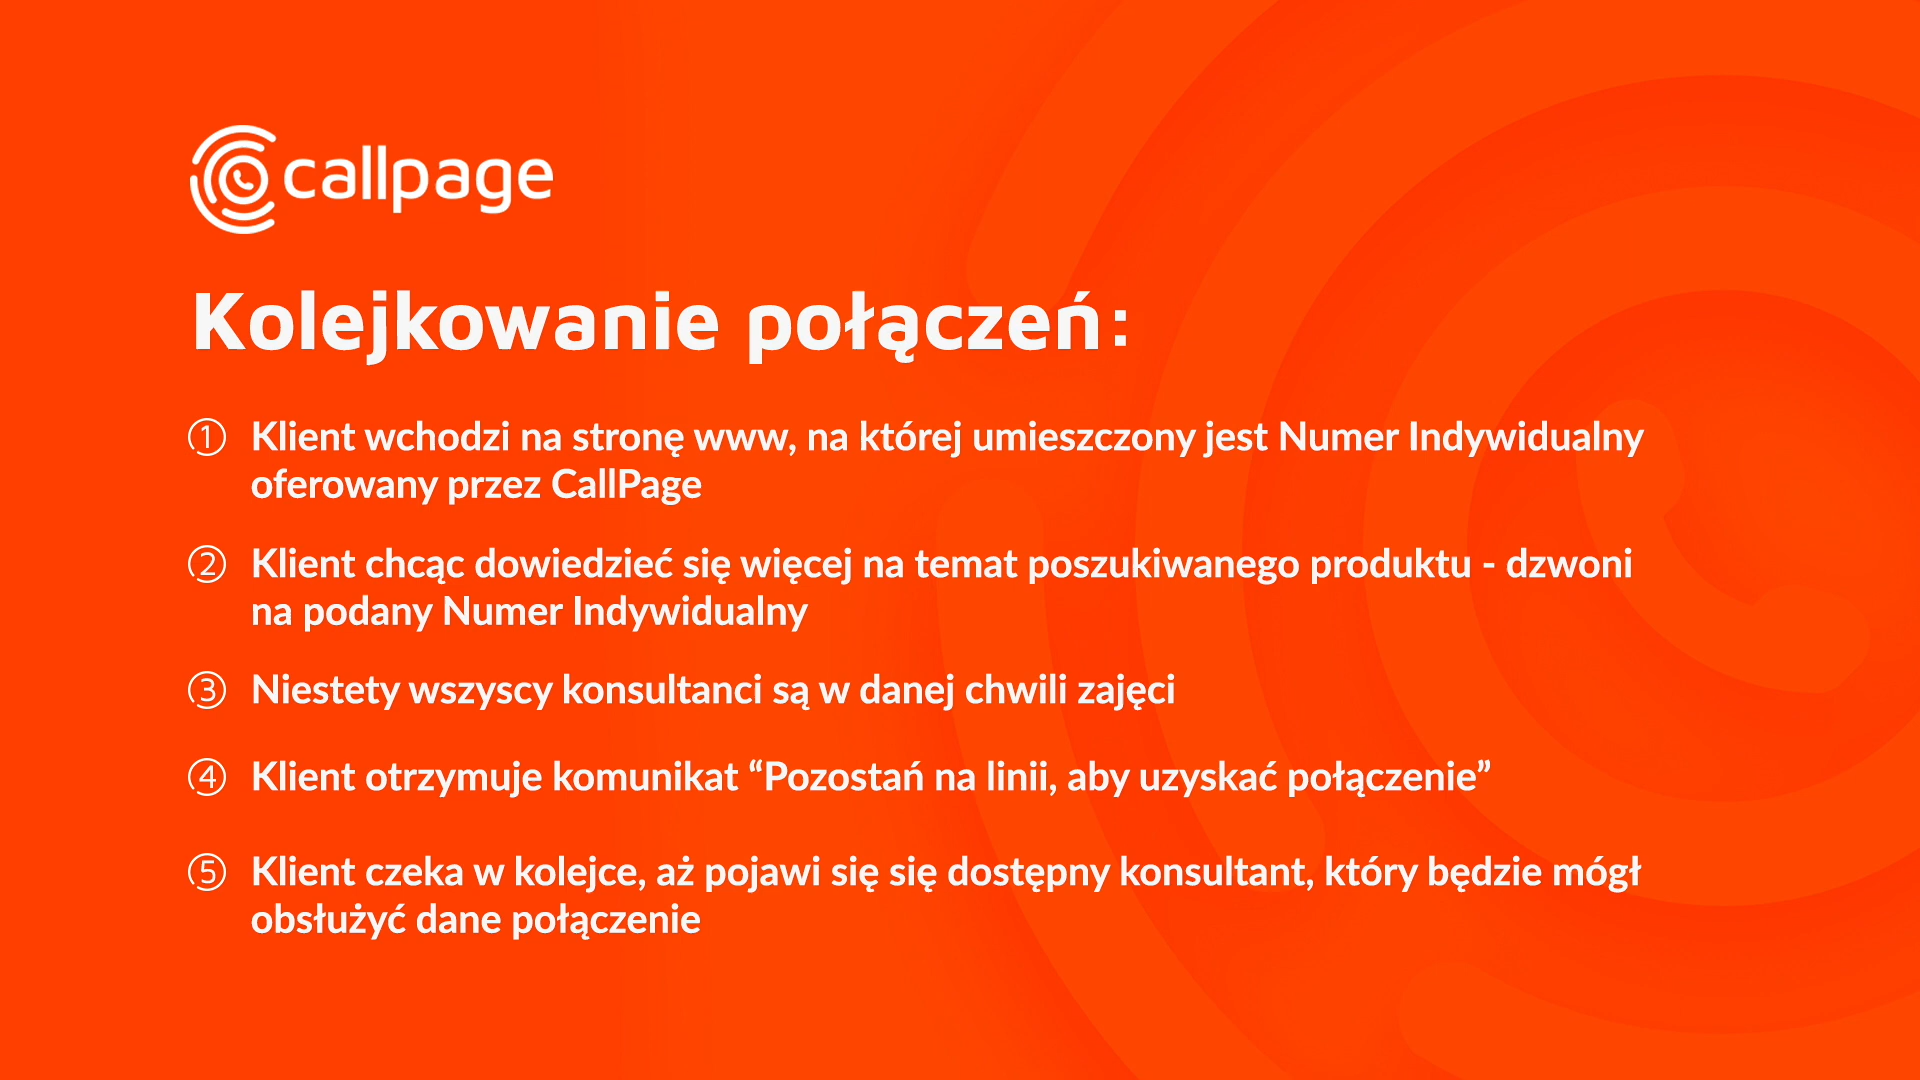 callpage
Kolejkowanie połączeń:
1 Klient wchodzi na stronę www, na której umieszczony jest Numer Indywidualny
oferowany przez CallPage
2 Klient chcąc dowiedzieć się więcej na temat poszukiwanego produktu - dzwoni
na podany Numer Indywidualny
3 Niestety wszyscy konsultanci są w danej chwili zajęci
4 Klient otrzymuje komunikat “Pozostań na linii, aby uzyskać połączenie”
5 Klient czeka w kolejce, aż pojawi się się dostępny konsultant, który będzie mógł
obsłużyć dane połączenie